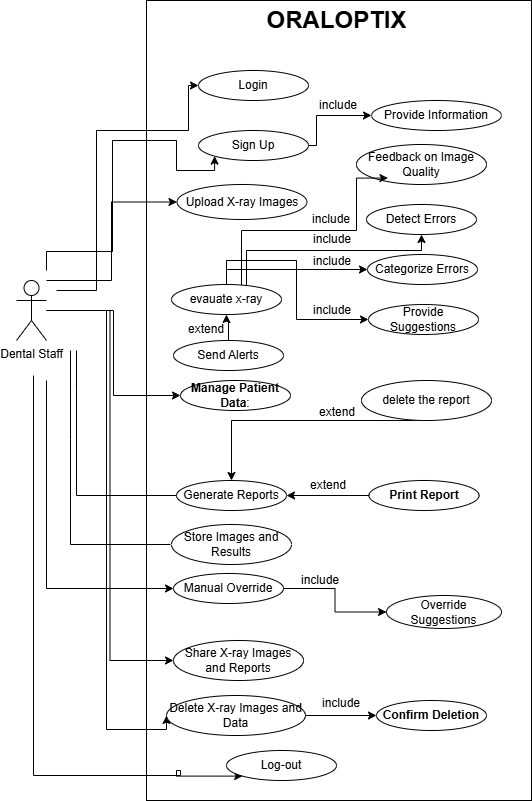 ORALOPTIX
Login
include
Provide Information
Sign Up
Feedback on Image
Quality
Upload X-ray Images
include
Detect Errors
include
include
Categorize Errors
evauate x-ray
include
Provide
Suggestions
extend
Dental Staff
Send Alerts
Manage Patient
Data:
delete the report
extend
Generate Reports
extend
Print Report
Store Images and
Results
Manual Override
include
Override
Suggestions
Share X-ray Images
and Reports
Delete X-ray Images and
Data
include
Confirm Deletion
Log-out